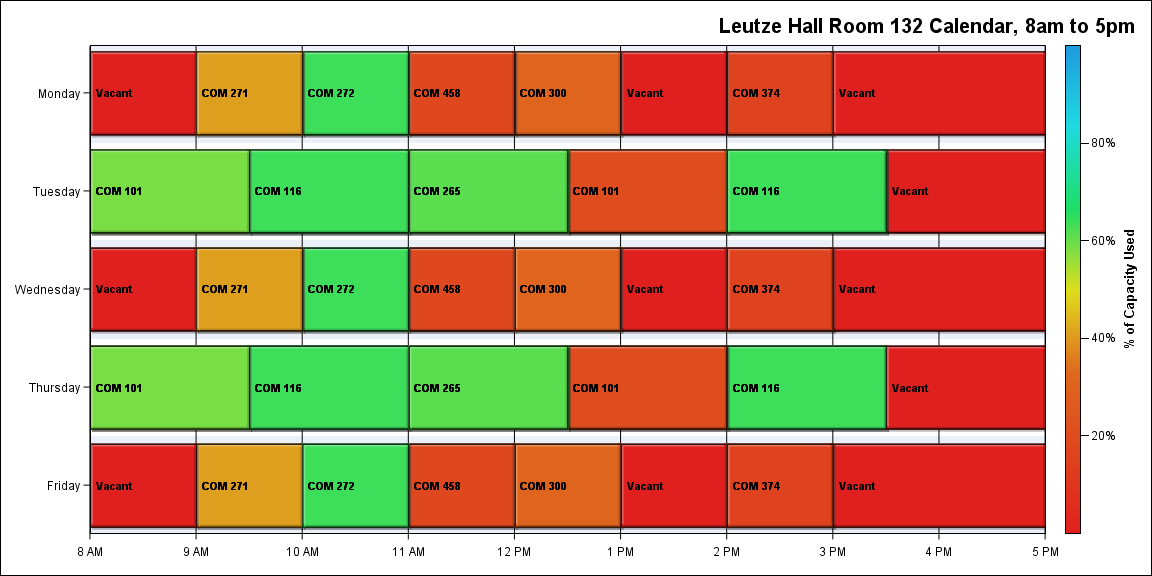 Leutze Hall Room 132 Calendar, 8am to 5pm
Monday
Vacant
COM 271
COM 272
COM 458
COM 300
Vacant
COM 374
Vacant
Tuesday
COM 101
COM 116
COM 265
COM 101
COM 116
Vacant
Wednesday
Vacant
COM 271
COM 272
COM 458
COM 300
Vacant
COM 374
Vacant
Thursday
COM 101
COM 116
COM 265
COM 101
COM 116
Vacant
Friday
Vacant
COM 271
COM 272
COM 458
COM 300
Vacant
COM 374
Vacant
8 AM
9 AM
10 AM
11 AM
12 PM
1 PM
2 PM
3 PM
4 PM
5 PM
80%
60%
40%
20%
% of Capacity Used